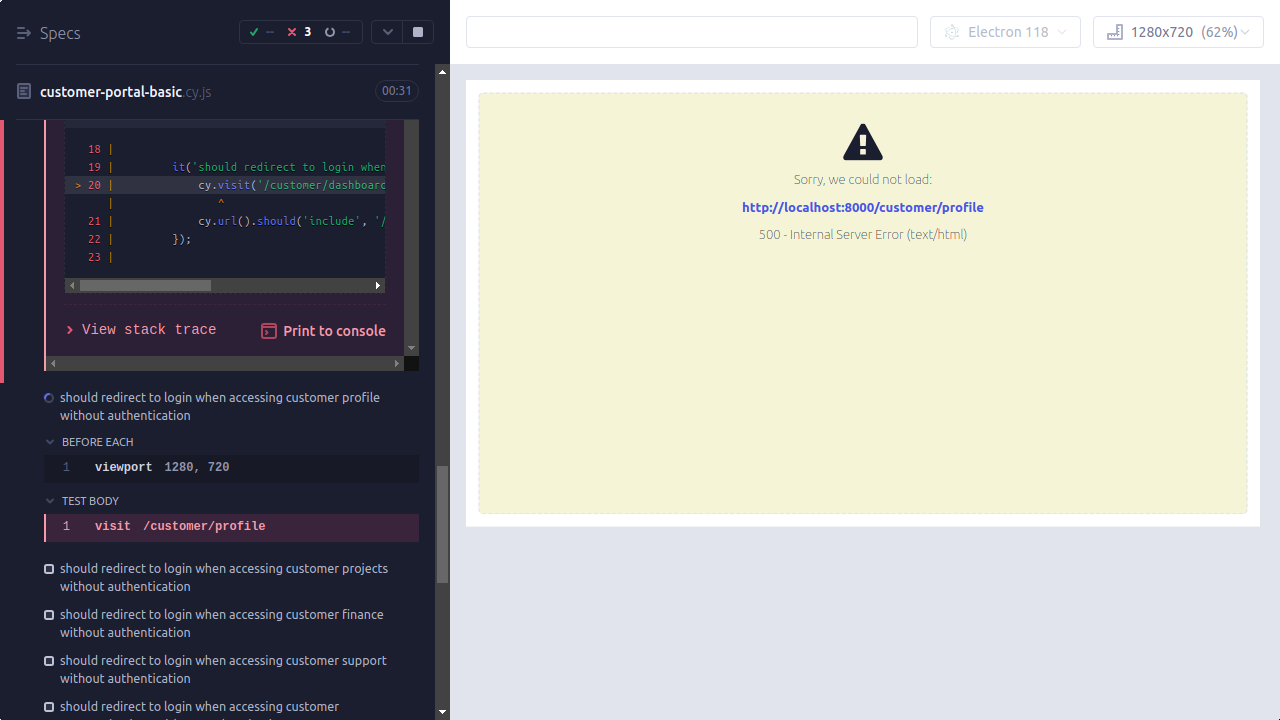 Specs
-- 3 --
Electron 118
1280x720 (62%)
customer-portal-basic.cy.js
00:31
18 |
19 | it('should redirect to login when
> 20 | cy.visit('/customer/dashboard
| ^
21 | cy.url().should('include', '/
22 | });
23 |
View stack trace
Print to console
should redirect to login when accessing customer profile
without authentication
BEFORE EACH
1 viewport 1280, 720
TEST BODY
1 visit /customer/profile
should redirect to login when accessing customer projects
without authentication
should redirect to login when accessing customer finance
without authentication
should redirect to login when accessing customer support
without authentication
should redirect to login when accessing customer
Sorry, we could not load:
http://localhost:8000/customer/profile
500 - Internal Server Error (text/html)